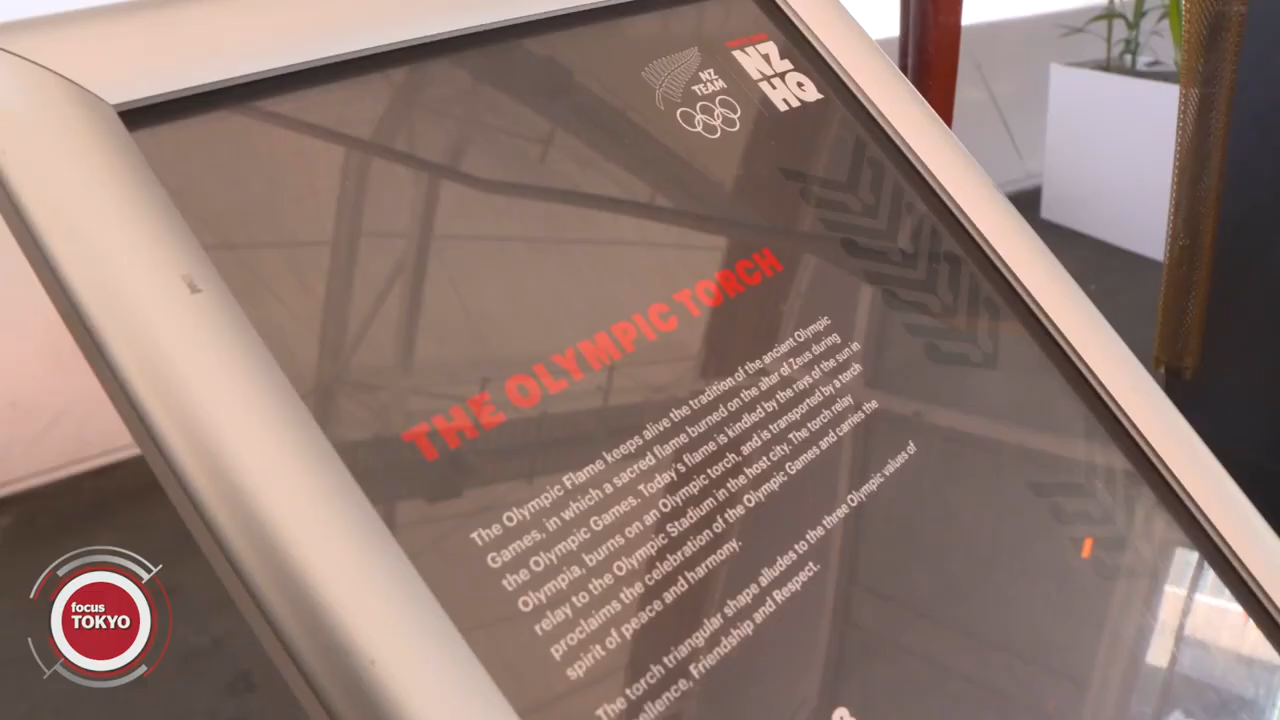 NZ
TEAM
NZ
HQ
THE OLYMPIC TORCH
The Olympic Flame keeps alive the tradition of the ancient Olympic
Games, in which a sacred flame burned on the altar of Zeus during
the Olympic Games. Today's flame is kindled by the rays of the sun in
Olympia, burns on an Olympic torch, and is transported by a torch
relay to the Olympic Stadium in the host city. The torch relay
proclaims the celebration of the Olympic Games and carries the
spirit of peace and harmony.
The torch triangular shape alludes to the three Olympic values of
Friendship and Respect.
focus
TOKYO